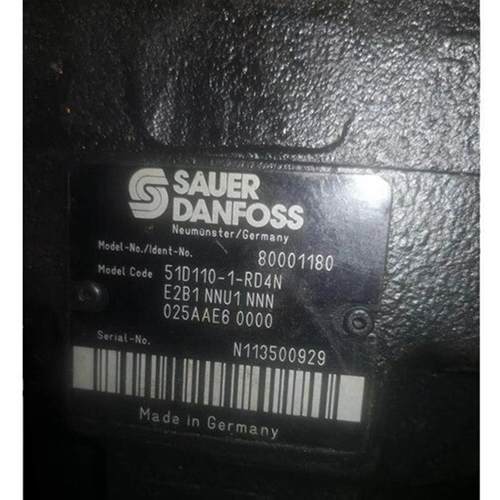 SAUER
DANFOSS
Neumünster/Germany
Model-No./Ident-No. 80001180
Model Code 51D110-1-RD4N
E2B1 NNU1 NNN
025AAE6 0000
Serial-No. N113500929
Made in Germany